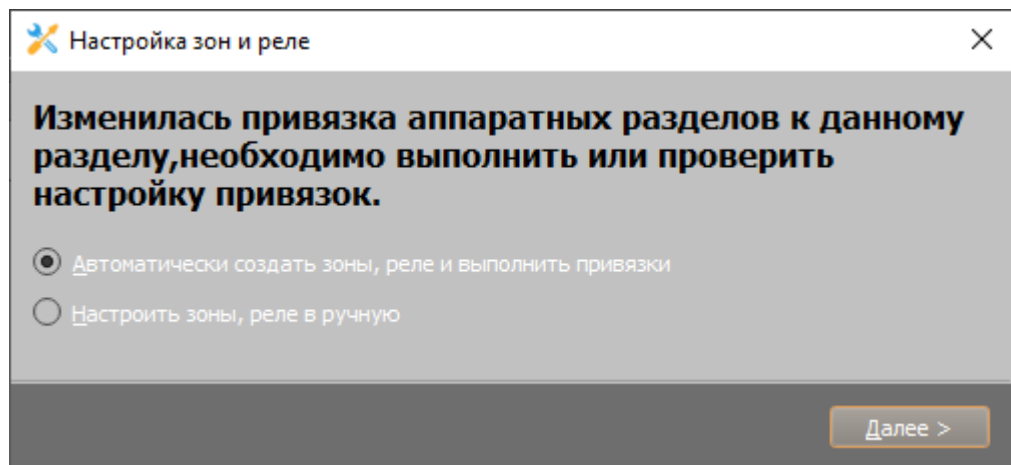 Настройка зон и реле
Изменилась привязка аппаратных разделов к данному
разделу,необходимо выполнить или проверить
настройку привязок.
Автоматически создать зоны, реле и выполнить привязки
Настроить зоны, реле в ручную
Далее >